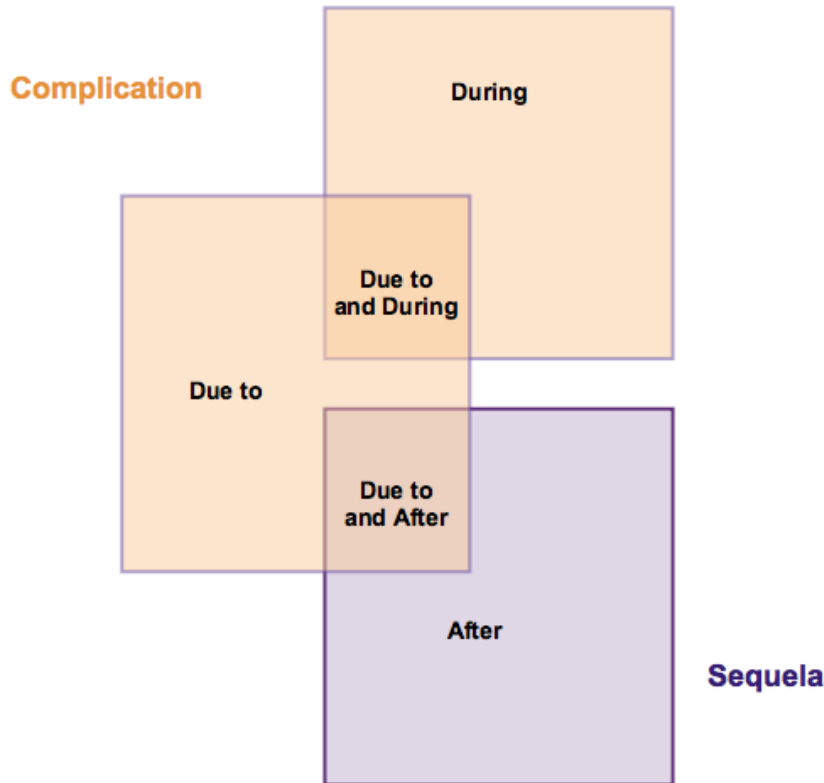 Complication
During
Due to
and During
Due to
Due to
and After
After
Sequela